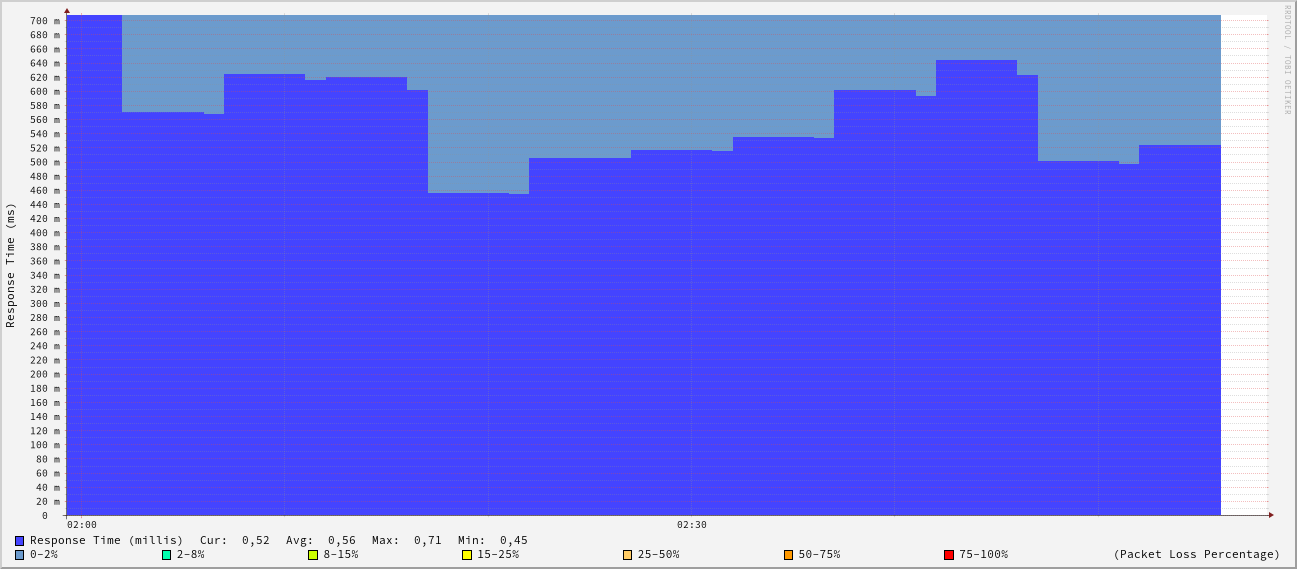 RRDTOOL / TOBI OETIKER
Response Time (ms)
700 m
680 m
660 m
640 m
620 m
600 m
580 m
560 m
540 m
520 m
500 m
480 m
460 m
440 m
420 m
400 m
380 m
360 m
340 m
320 m
300 m
280 m
260 m
240 m
220 m
200 m
180 m
160 m
140 m
120 m
100 m
80 m
60 m
40 m
20 m
0
02:00 02:30
Response Time (millis) Cur: 0,52 Avg: 0,56 Max: 0,71 Min: 0,45
0-2% 2-8% 8-15% 15-25% 25-50% 50-75% 75-100% (Packet Loss Percentage)